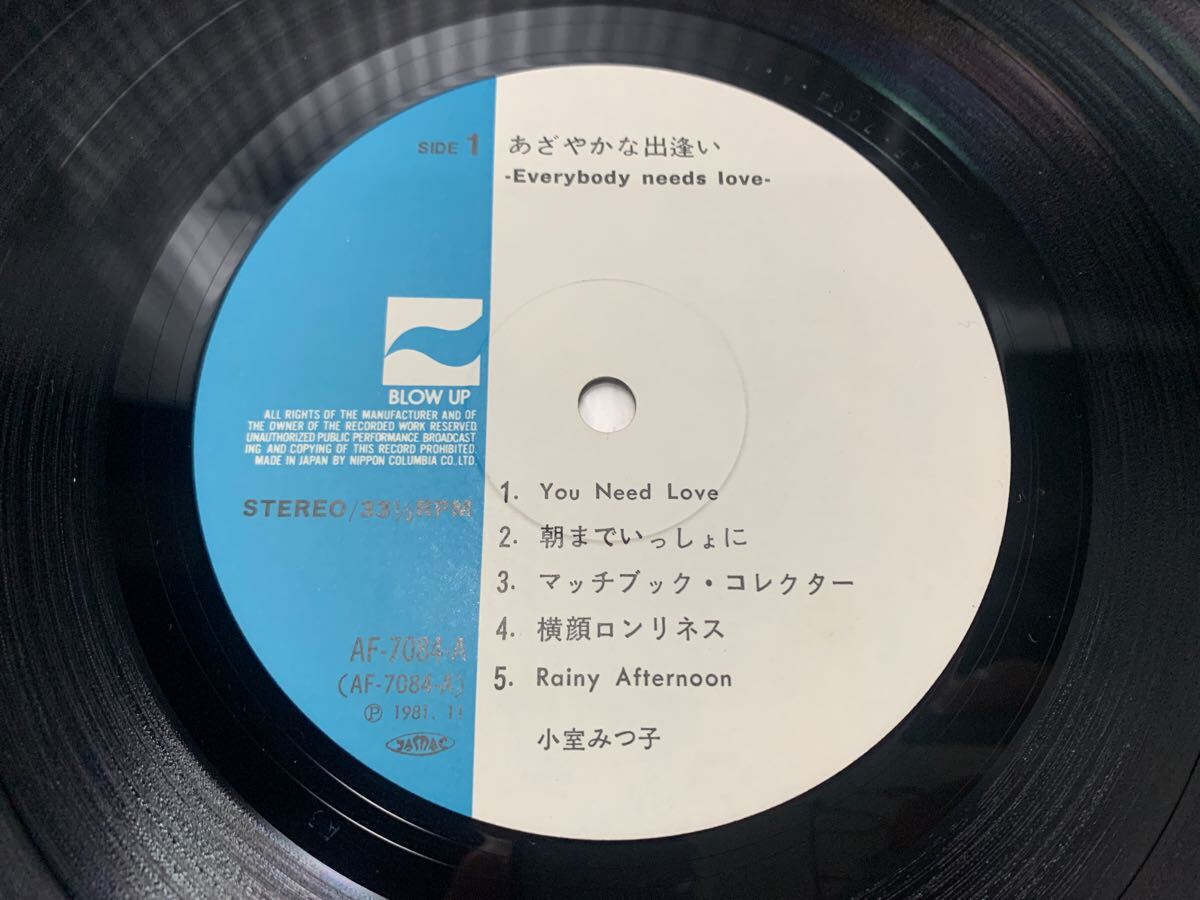 SIDE 1
あざやかな出逢い
-Everybody needs love-
BLOW UP
ALL RIGHTS OF THE MANUFACTURER AND OF
THE OWNER OF THE RECORDED WORK RESERVED.
UNAUTHORIZED PUBLIC PERFORMANCE. BROADCAST
ING AND COPYING OF THIS RECORD PROHIBITED.
MADE IN JAPAN BY NIPPON COLUMBIA CO., LTD.
STEREO/33⅓RPM
1. You Need Love
2. 朝までいっしょに
3. マッチブック・コレクター
4. 横顔ロンリネス
5. Rainy Afternoon
小室みつ子
AF-7084-A
(AF-7084-A)
Ⓟ 1981. 11
JASRAC